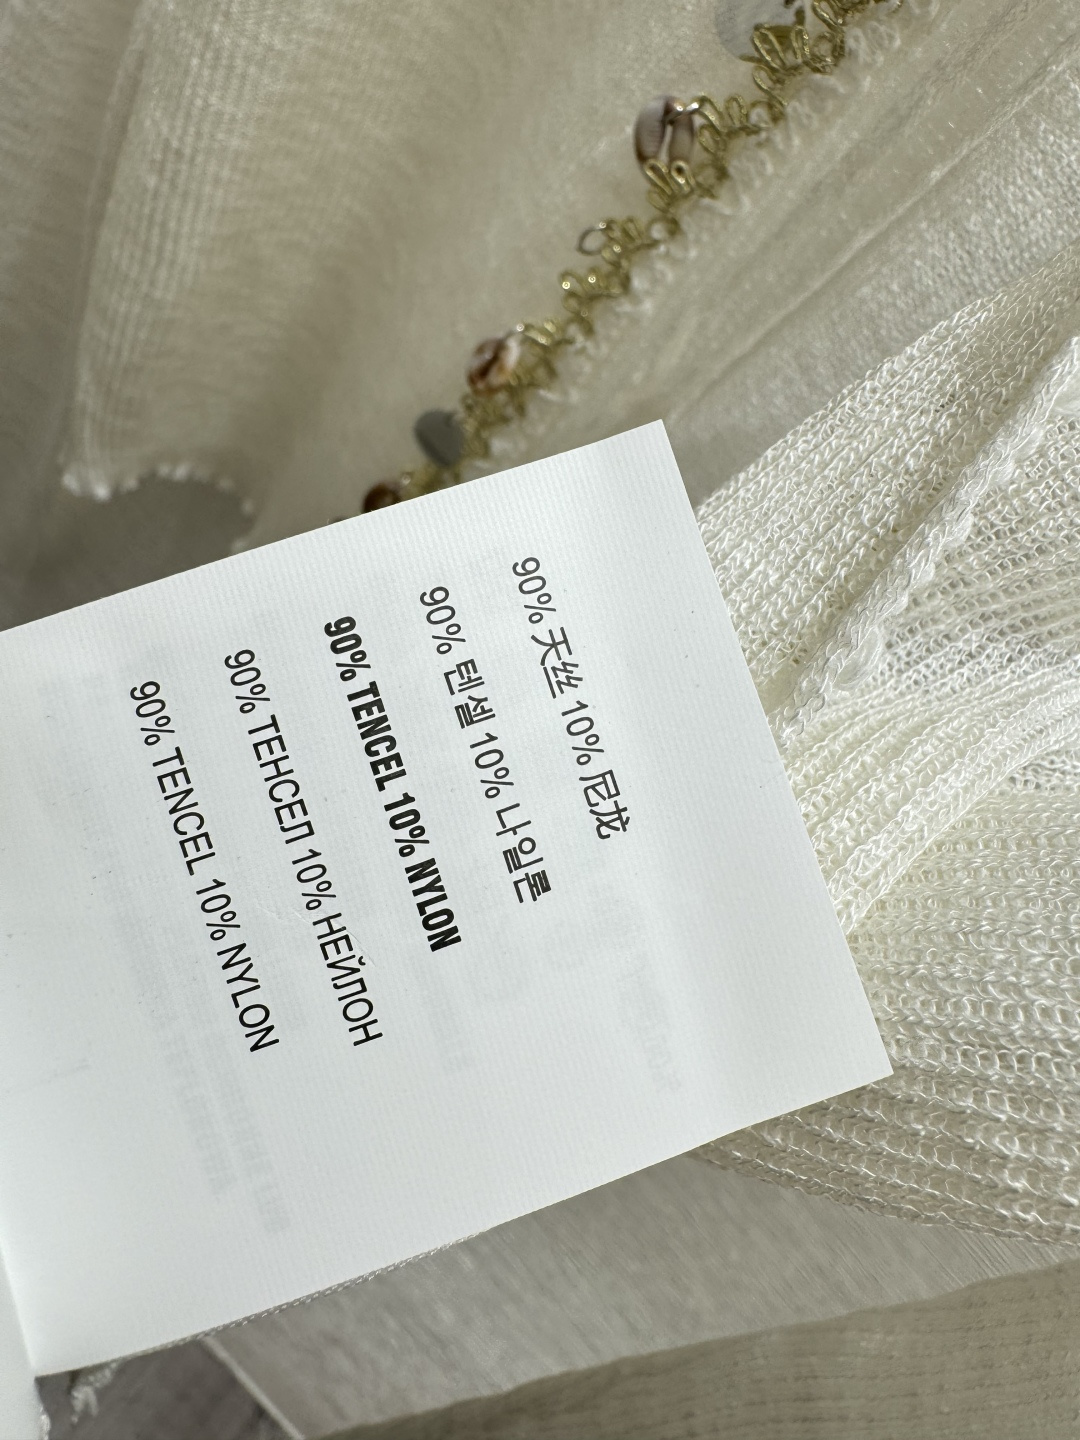 90% 天丝 10% 尼龙
90% 텐셀 10% 나일론
90% TENCEL 10% NYLON
90% ТЕНСЕЛ 10% НЕЙЛОН
90% TENCEL 10% NYLON